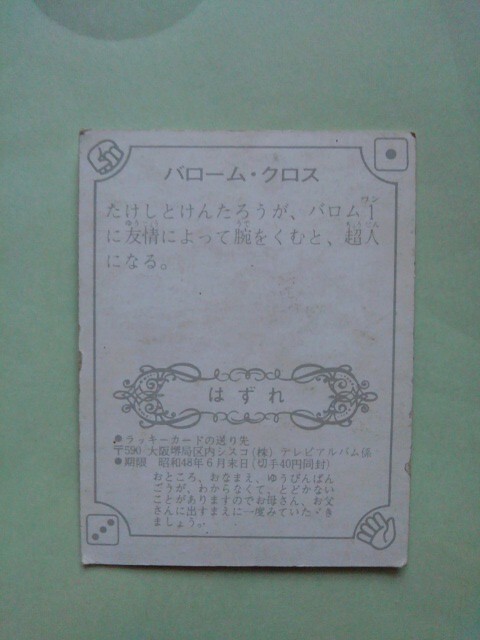 バローム・クロス
たけしとけんたろうが、バロム1
に友情によって腕をくむと、超人
になる。
はずれ
●ラッキーカードの送り先
〒590 大阪堺局区内シスコ(株) テレビアルバム係
●期限 昭和48年6月末日(切手40円同封)
おところ、おなまえ、ゆうびんばん
ごうが、わからなくて、とどかない
ことがありますのでお母さん、お父
さんに出すまえに一度みていたゞき
ましょう。